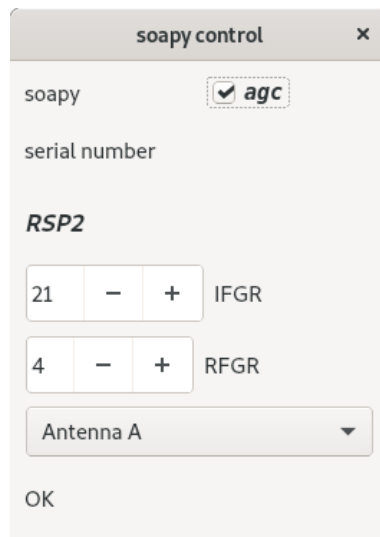 soapy control ×
soapy ✔ agc
serial number
RSP2
21 − + IFGR
4 − + RFGR
Antenna A
OK